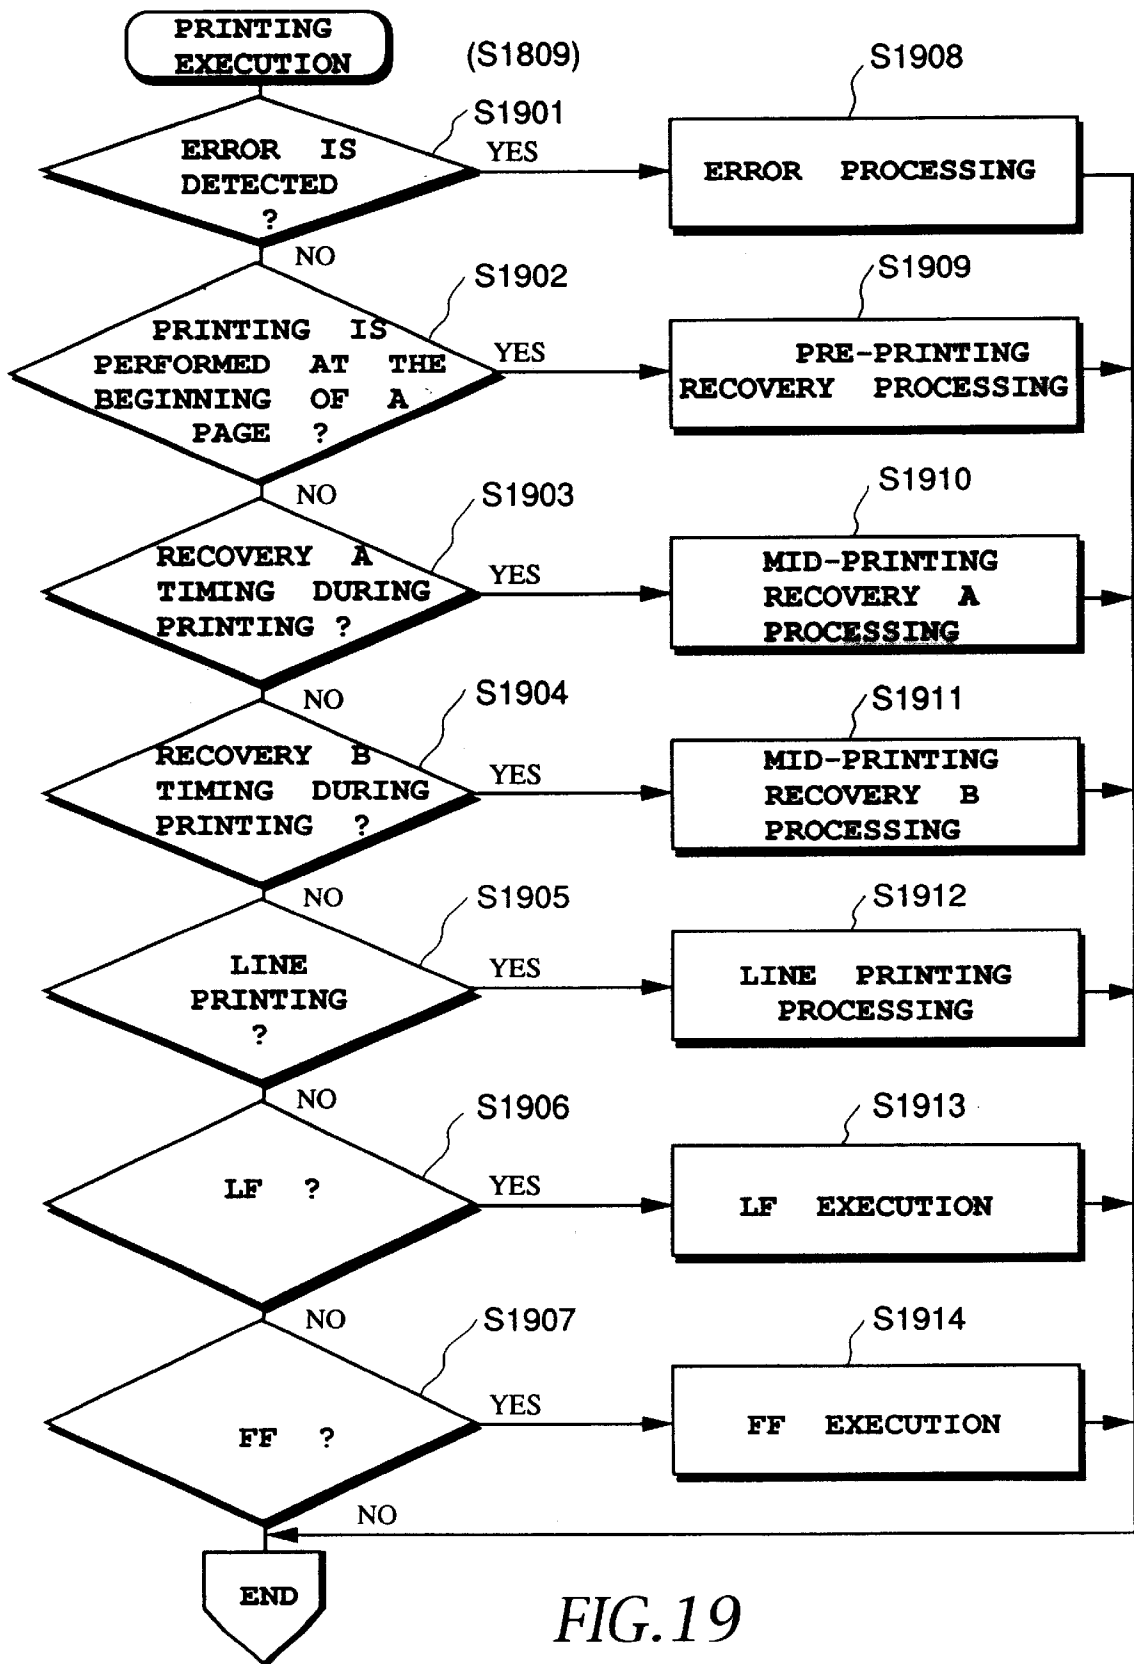 PRINTING
EXECUTION
(S1809)
S1901
ERROR IS
DETECTED
?
YES
NO
S1908
ERROR PROCESSING
S1902
PRINTING IS
PERFORMED AT THE
BEGINNING OF A
PAGE ?
YES
NO
S1909
PRE-PRINTING
RECOVERY PROCESSING
S1903
RECOVERY A
TIMING DURING
PRINTING ?
YES
NO
S1910
MID-PRINTING
RECOVERY A
PROCESSING
S1904
RECOVERY B
TIMING DURING
PRINTING ?
YES
NO
S1911
MID-PRINTING
RECOVERY B
PROCESSING
S1905
LINE
PRINTING
?
YES
NO
S1912
LINE PRINTING
PROCESSING
S1906
LF ?
YES
NO
S1913
LF EXECUTION
S1907
FF ?
YES
NO
S1914
FF EXECUTION
END
FIG.19